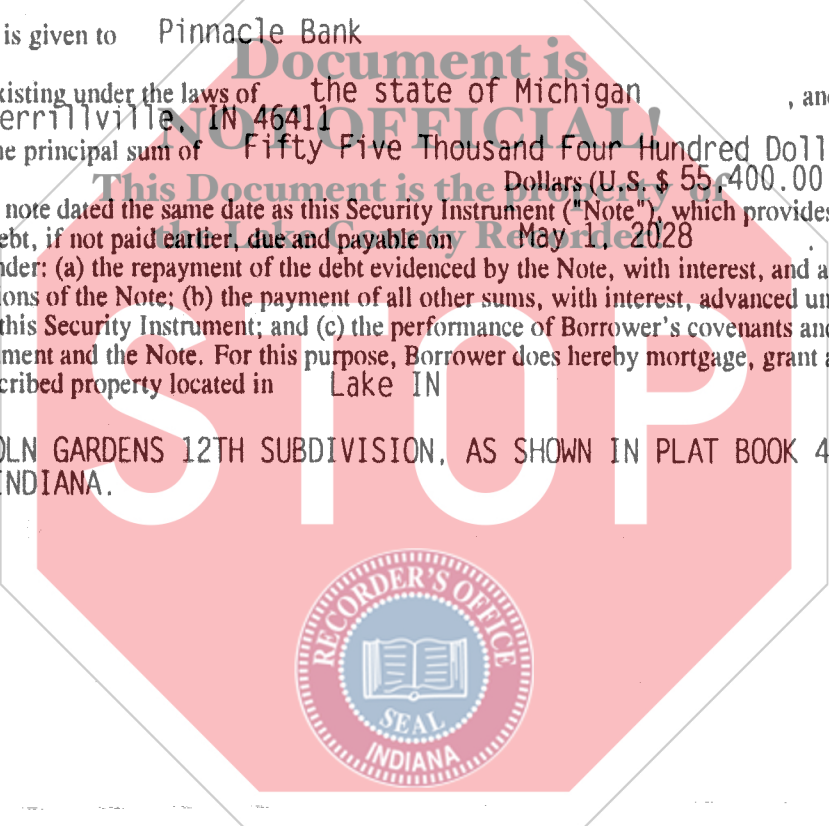 is given to Pinnacle Bank
Document is
xisting under the laws of the state of Michigan , and
errillville, IN 46411
NOT OFFICIAL!
he principal sum of Fifty Five Thousand Four Hundred Doll
Dollars (U.S. $ 55,400.00
This Document is the property of
note dated the same date as this Security Instrument ("Note"), which provides
the Lake County Recorder!
ebt, if not paid earlier, due and payable on May 1, 2028 .
nder: (a) the repayment of the debt evidenced by the Note, with interest, and a
ions of the Note; (b) the payment of all other sums, with interest, advanced un
this Security Instrument; and (c) the performance of Borrower's covenants and
ment and the Note. For this purpose, Borrower does hereby mortgage, grant a
cribed property located in Lake IN
OLN GARDENS 12TH SUBDIVISION, AS SHOWN IN PLAT BOOK 4
INDIANA.
STOP
RECORDER'S OFFICE
SEAL
INDIANA